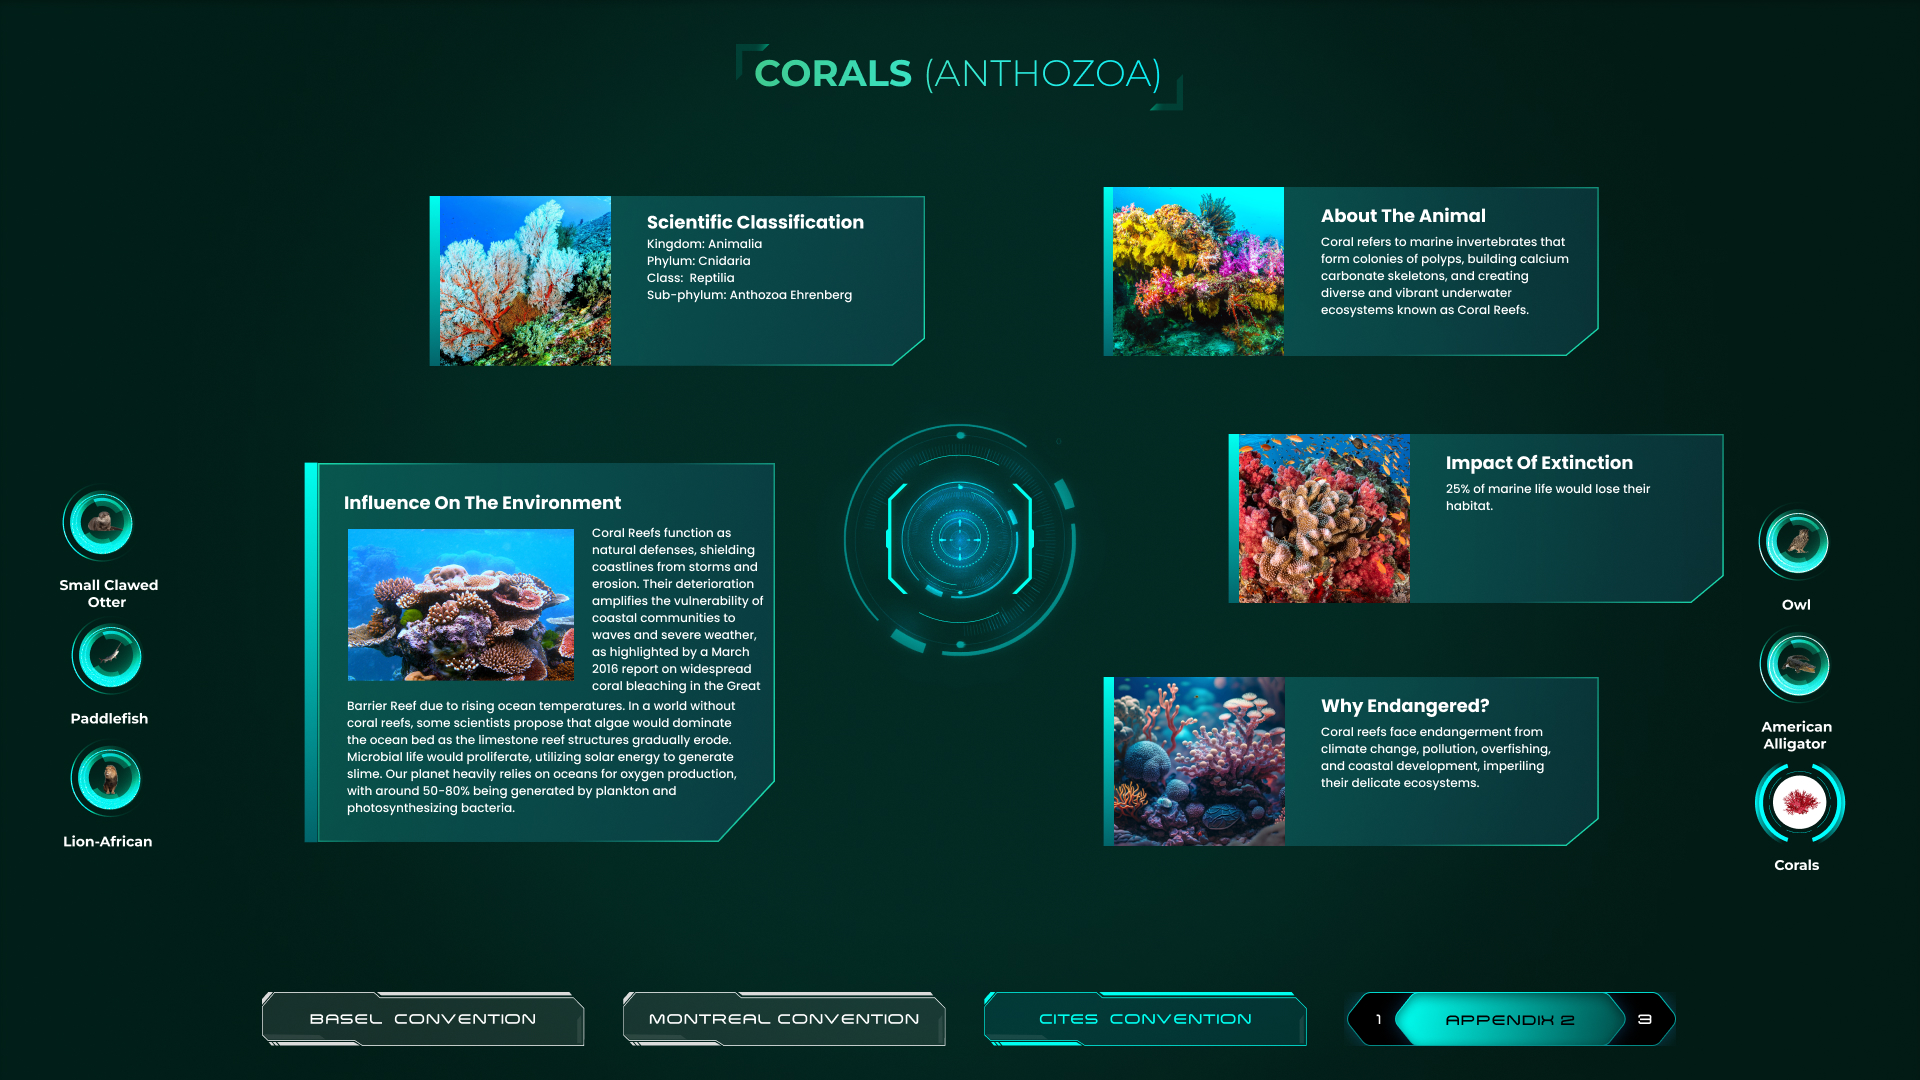 CORALS (ANTHOZOA)
Scientific Classification
Kingdom: Animalia
Phylum: Cnidaria
Class:  Reptilia
Sub-phylum: Anthozoa Ehrenberg
About The Animal
Coral refers to marine invertebrates that
form colonies of polyps, building calcium
carbonate skeletons, and creating
diverse and vibrant underwater
ecosystems known as Coral Reefs.
Influence On The Environment
Coral Reefs function as
natural defenses, shielding
coastlines from storms and
erosion. Their deterioration
amplifies the vulnerability of
coastal communities to
waves and severe weather,
as highlighted by a March
2016 report on widespread
coral bleaching in the Great
Barrier Reef due to rising ocean temperatures. In a world without
coral reefs, some scientists propose that algae would dominate
the ocean bed as the limestone reef structures gradually erode.
Microbial life would proliferate, utilizing solar energy to generate
slime. Our planet heavily relies on oceans for oxygen production,
with around 50-80% being generated by plankton and
photosynthesizing bacteria.
Impact Of Extinction
25% of marine life would lose their
habitat.
Why Endangered?
Coral reefs face endangerment from
climate change, pollution, overfishing,
and coastal development, imperiling
their delicate ecosystems.
Small Clawed
Otter
Paddlefish
Lion-African
Owl
American
Alligator
Corals
BASEL CONVENTION
MONTREAL CONVENTION
CITES CONVENTION
1
APPENDIX 2
3